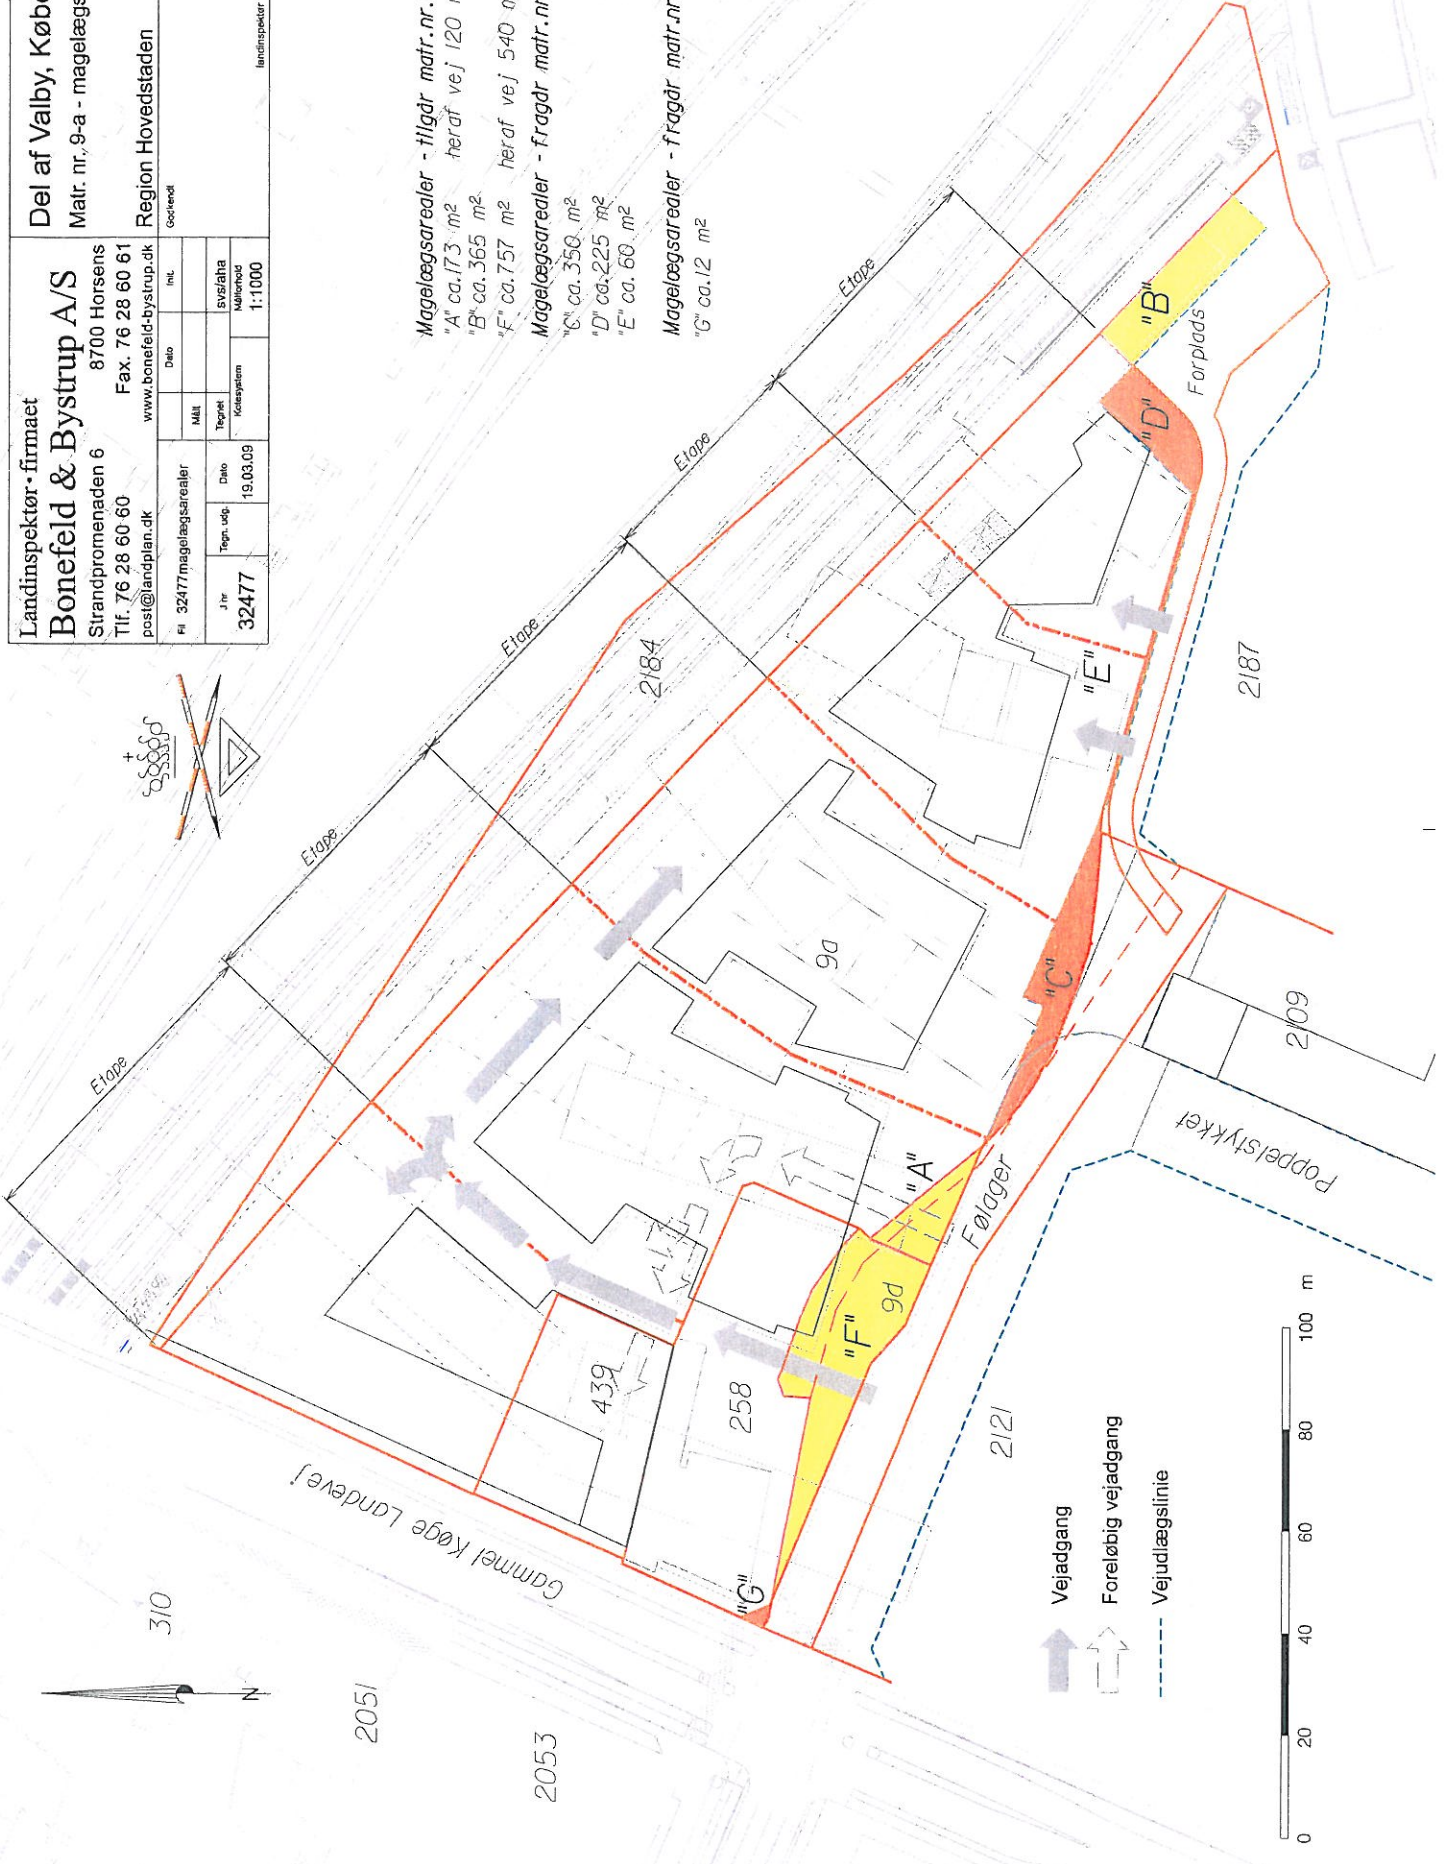 Landinspektør-firmaet
Bonefeld & Bystrup A/S
Strandpromenaden 6 8700 Horsens
Tlf. 76 28 60 60 Fax. 76 28 60 61
post@landplan.dk www.bonefeld-bystrup.dk
Fil 32477magelægsarealer
Mål
Dato
Init.
J nr
32477
Tegn. udg.
Dato
19.03.09
Tegnet
svs/aha
Kotesystem
Målforhold
1:1000
Del af Valby, Købe
Matr. nr. 9-a - magelægs
Region Hovedstaden
Godkendt
landinspektør
Magelægsarealer - tilgår matr.nr.
"A" ca.173 m² heraf vej 120
"B" ca.365 m²
"F" ca.757 m² heraf vej 540
Magelægsarealer - fragår matr.nr
"C" ca.350 m²
"D" ca.225 m²
"E" ca. 60 m²
Magelægsarealer - fragår matr.nr
"G" ca.12 m²
Etape
Etape
Etape
Etape
Etape
2184
"B"
Forplads
"D"
"E"
2187
9a
"C"
2109
Poppelstykket
"A"
Følager
9d
"F"
439
258
2121
Gammel Køge Landevej
"G"
310
2051
2053
N
Vejadgang
Foreløbig vejadgang
Vejudlægslinie
0 20 40 60 80 100 m